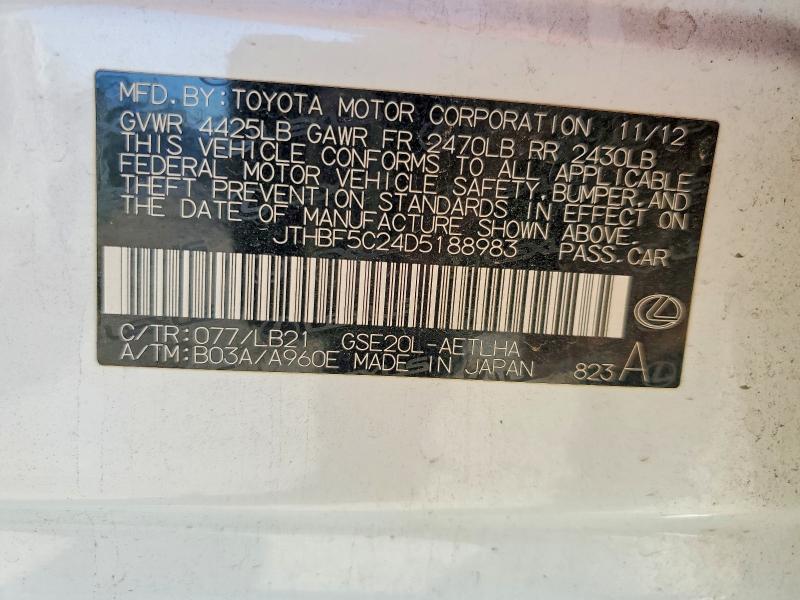 MFD. BY: TOYOTA MOTOR CORPORATION 11/12
GVWR 4425LB GAWR FR 2470LB RR 2430LB
THIS VEHICLE CONFORMS TO ALL APPLICABLE
FEDERAL MOTOR VEHICLE SAFETY, BUMPER, AND
THEFT PREVENTION STANDARDS IN EFFECT ON
THE DATE OF MANUFACTURE SHOWN ABOVE.
JTHBF5C24D5188983 PASS. CAR
C/TR: 077/LB21 GSE20L-AETLHA
A/TM: B03A/A960E MADE IN JAPAN 823 A